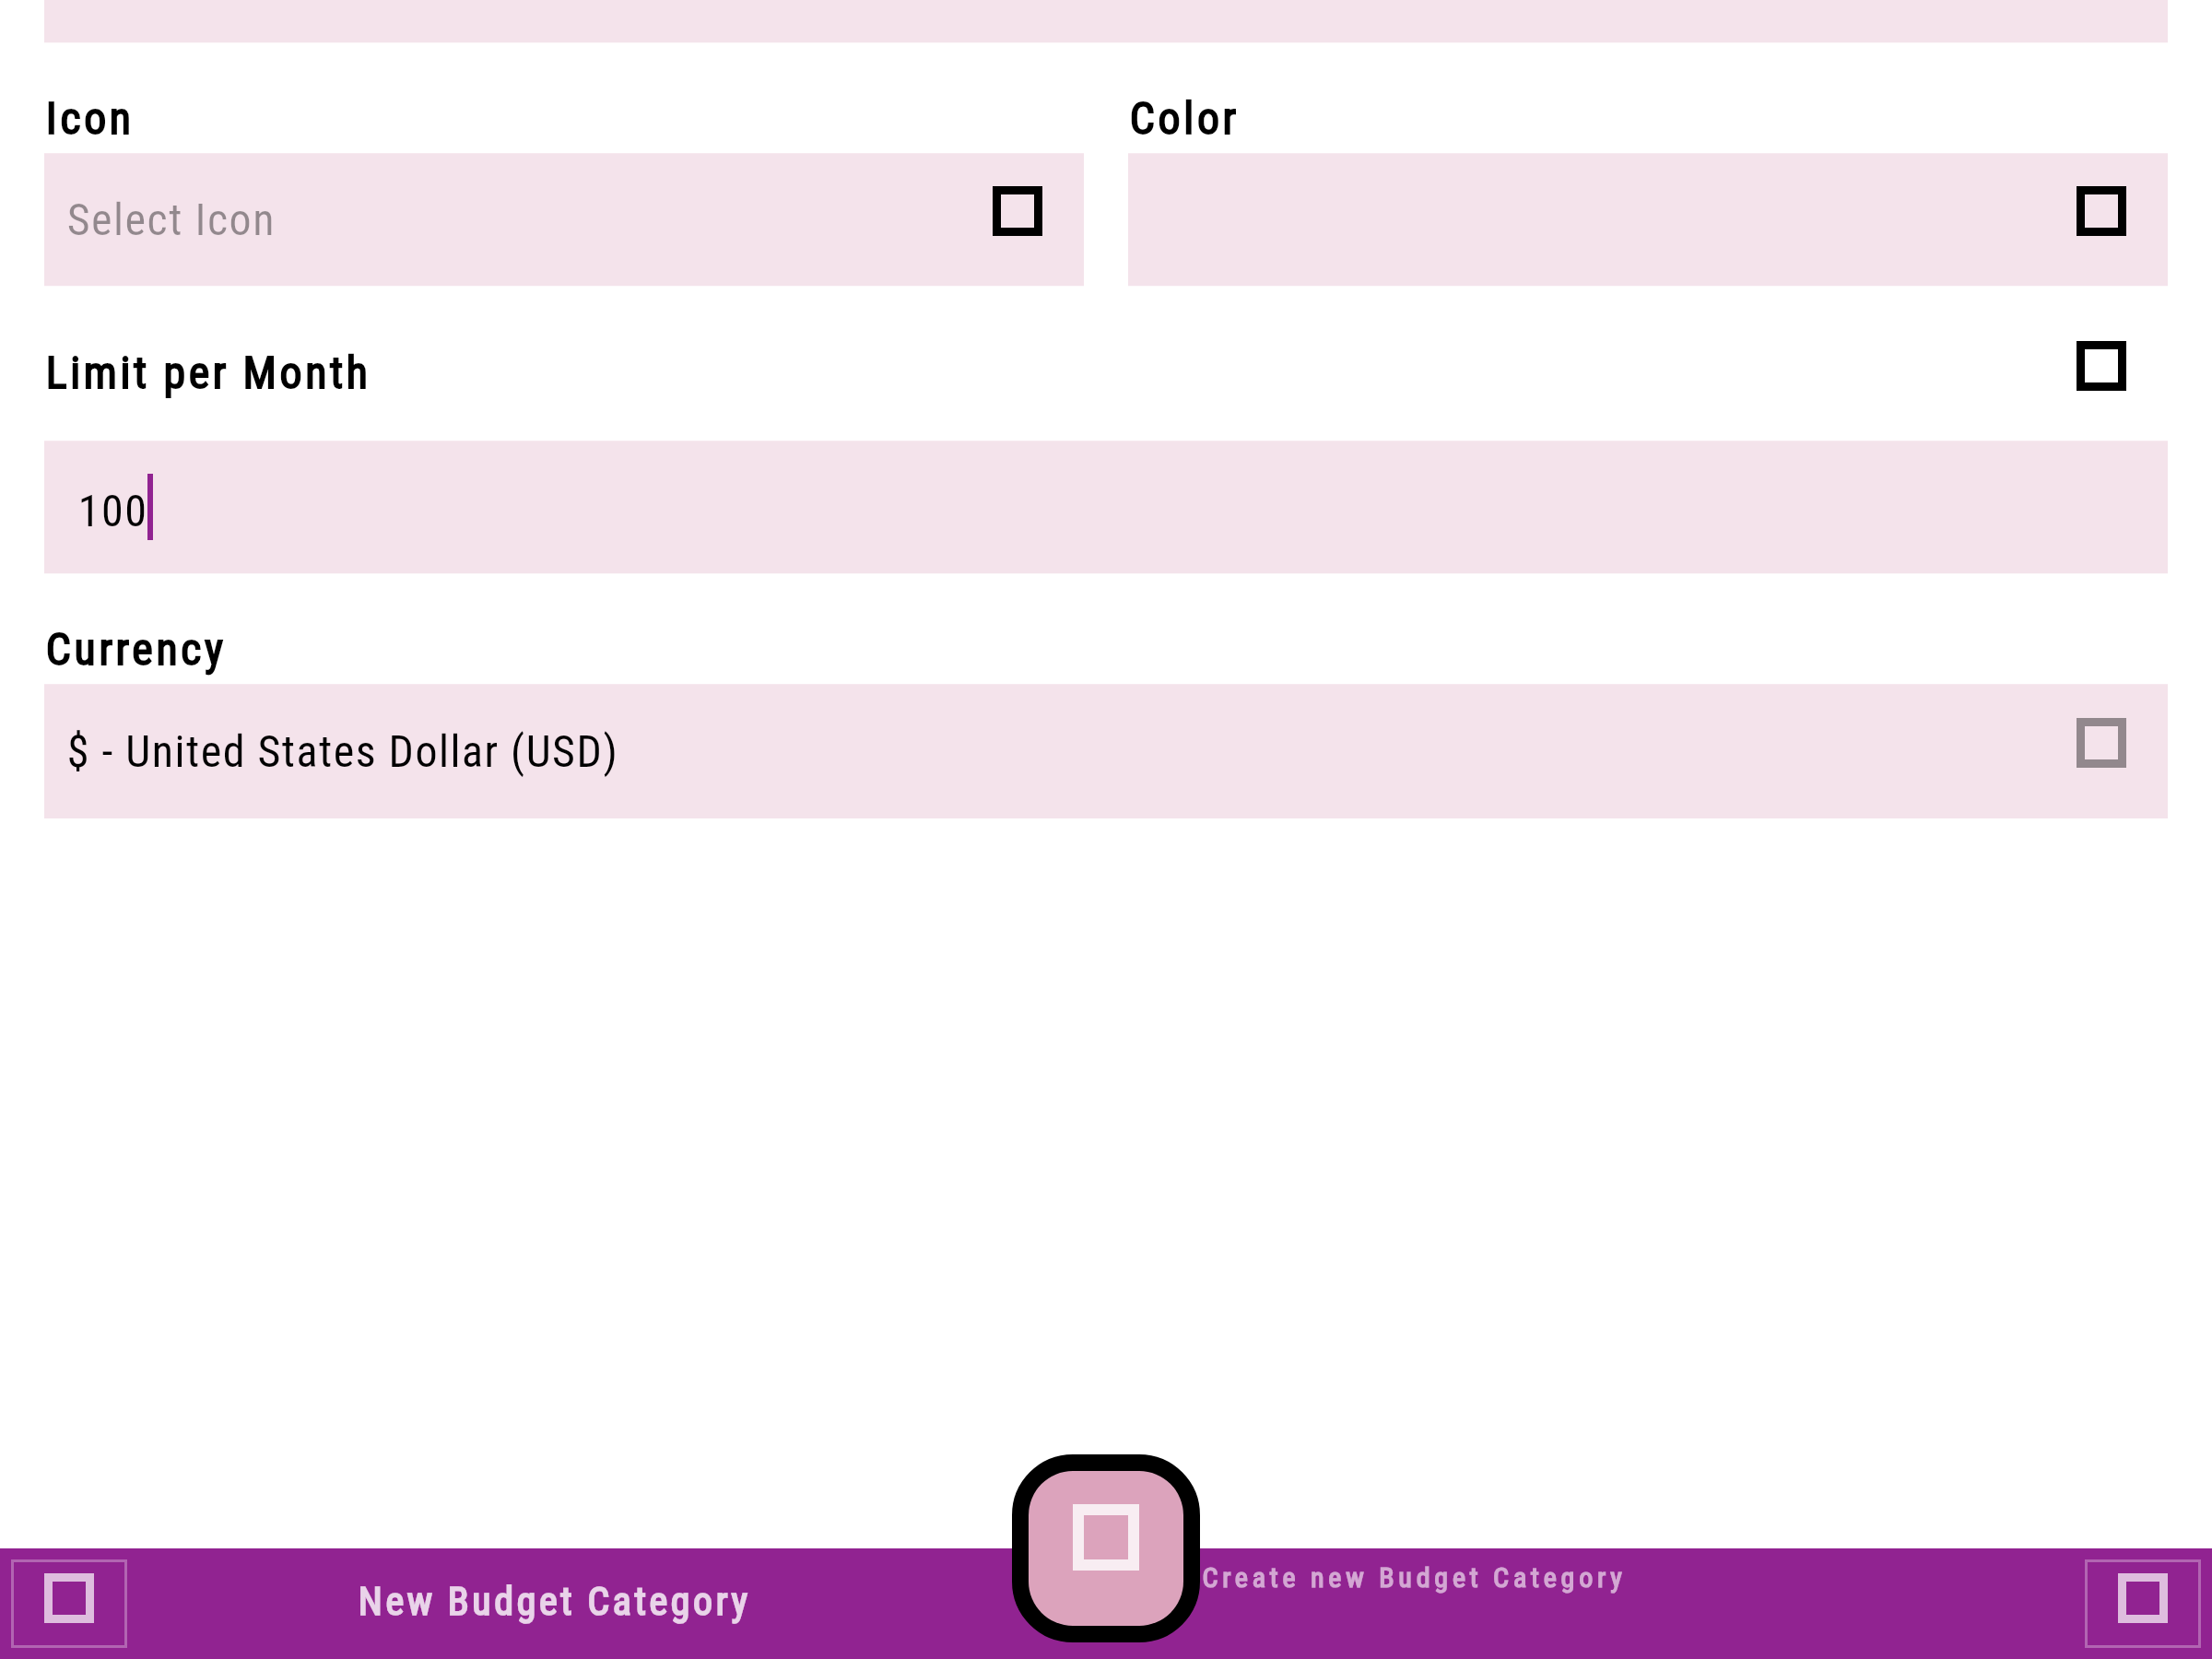 Icon
Color
Select Icon
Limit per Month
100
Currency
$ - United States Dollar (USD)
New Budget Category
Create new Budget Category